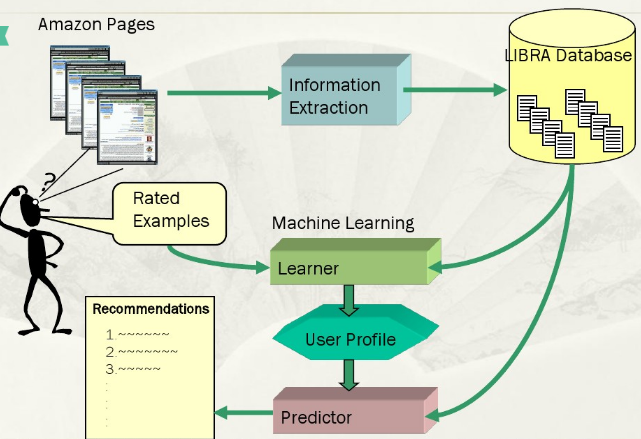 Amazon Pages
LIBRA Database
Information
Extraction
?
Rated
Examples
Machine Learning
Learner
Recommendations
1.~~~~~~
2.~~~~~~~
3.~~~~~
:
:
:
:
User Profile
Predictor